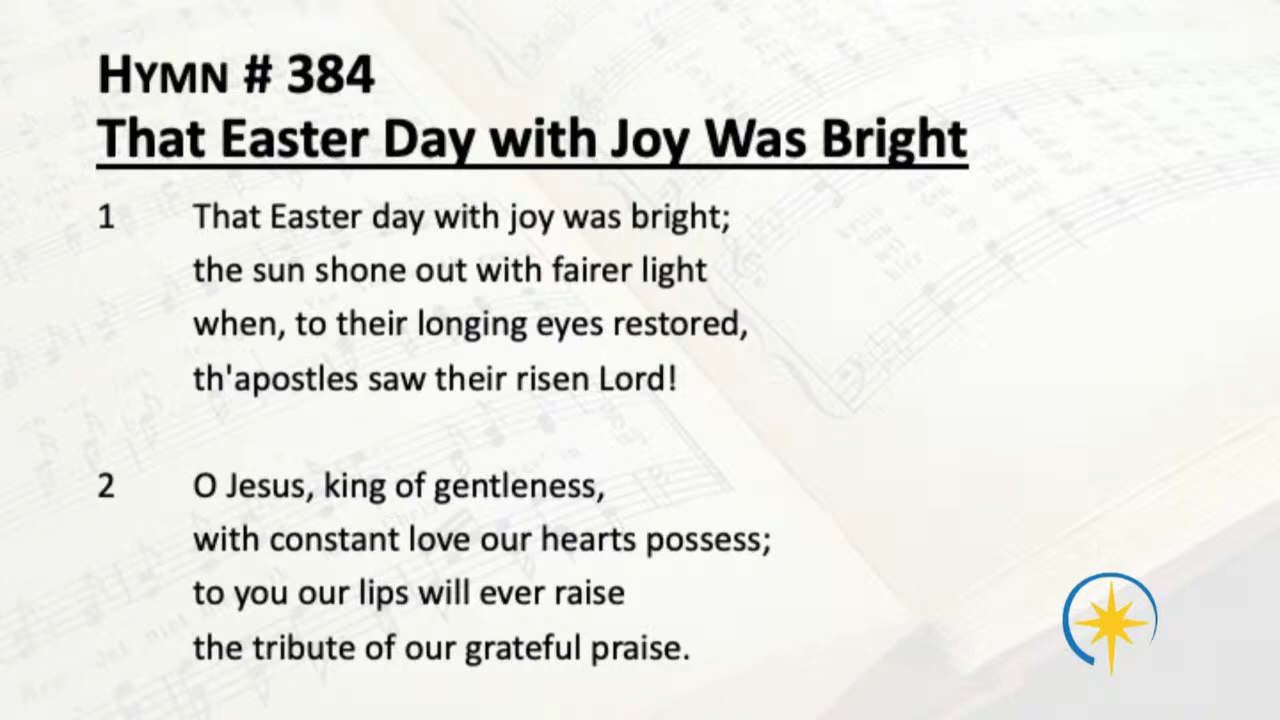 HYMN # 384
That Easter Day with Joy Was Bright
1 That Easter day with joy was bright;
the sun shone out with fairer light
when, to their longing eyes restored,
th'apostles saw their risen Lord!
2 O Jesus, king of gentleness,
with constant love our hearts possess;
to you our lips will ever raise
the tribute of our grateful praise.